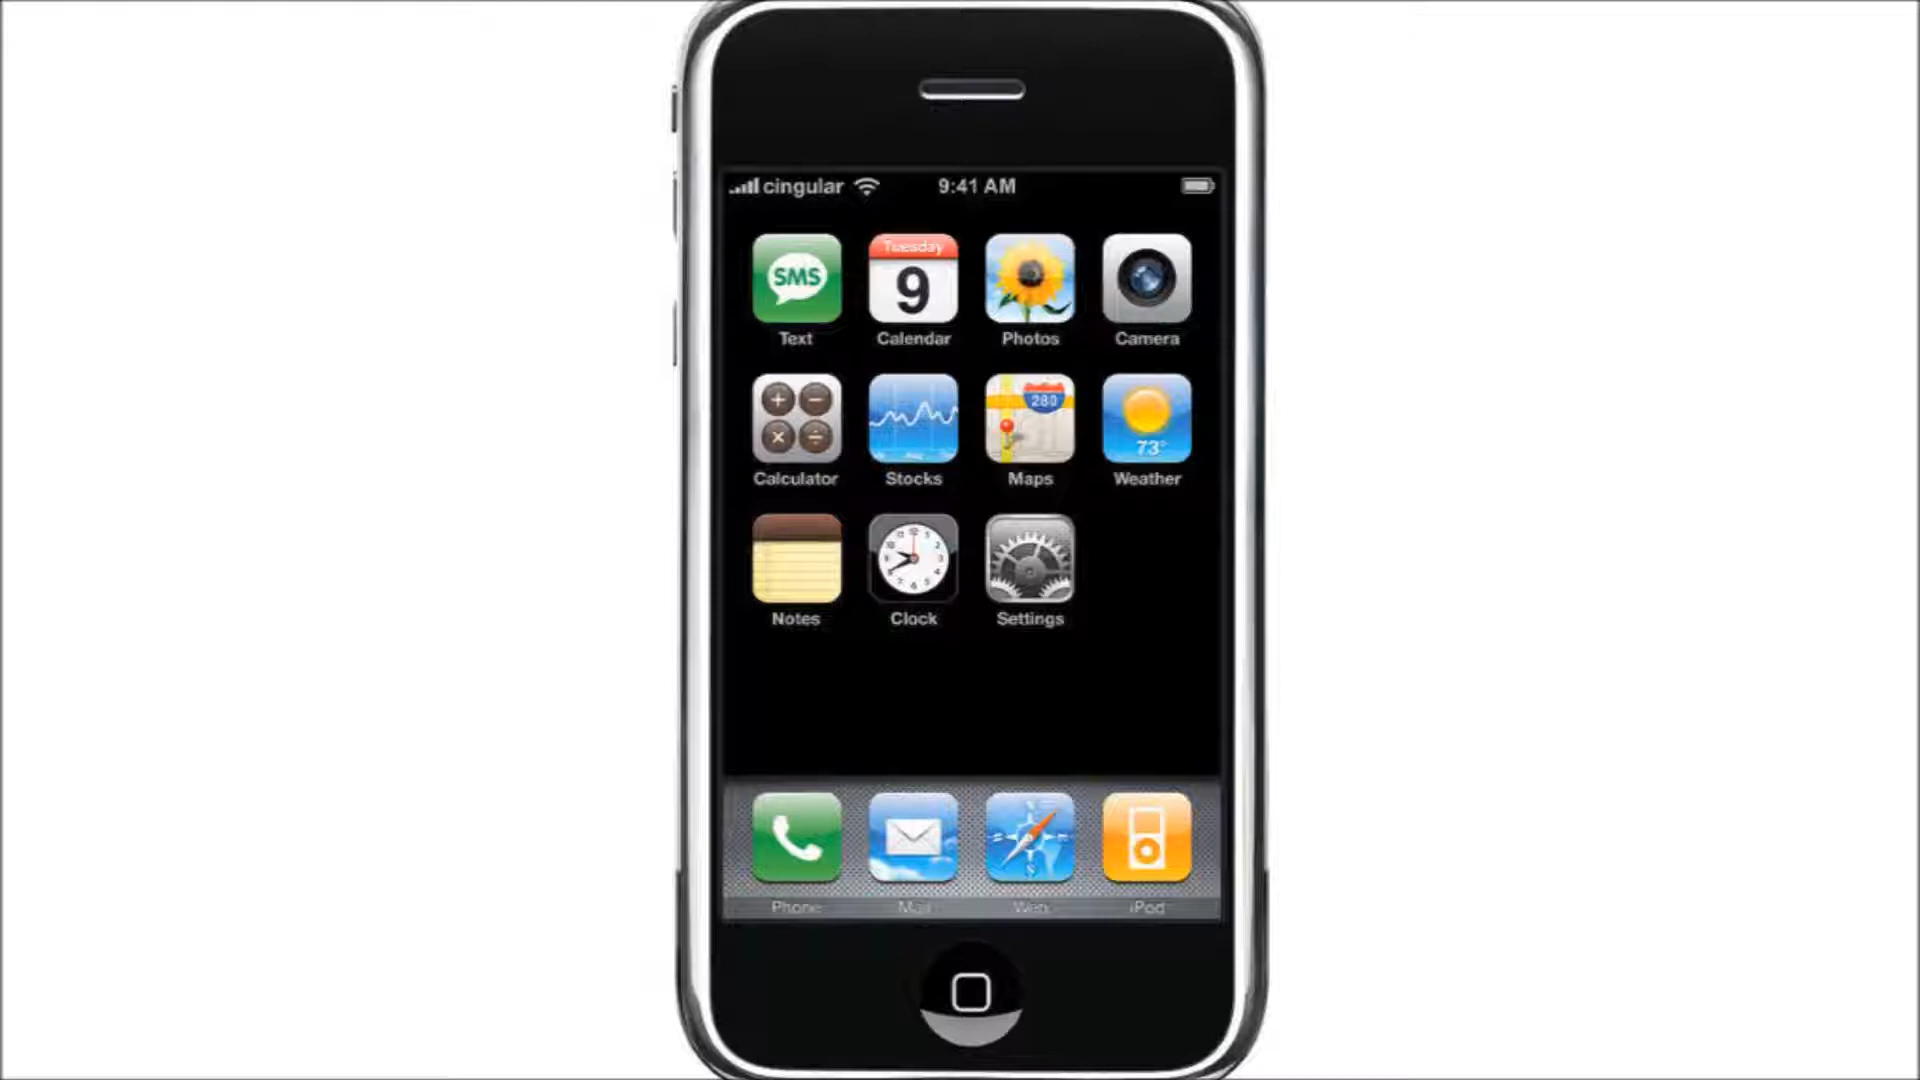 cingular 9:41 AM
SMS Tuesday 9
Text Calendar Photos Camera
280 73°
Calculator Stocks Maps Weather
Notes Clock Settings
Phone Mail Web iPod